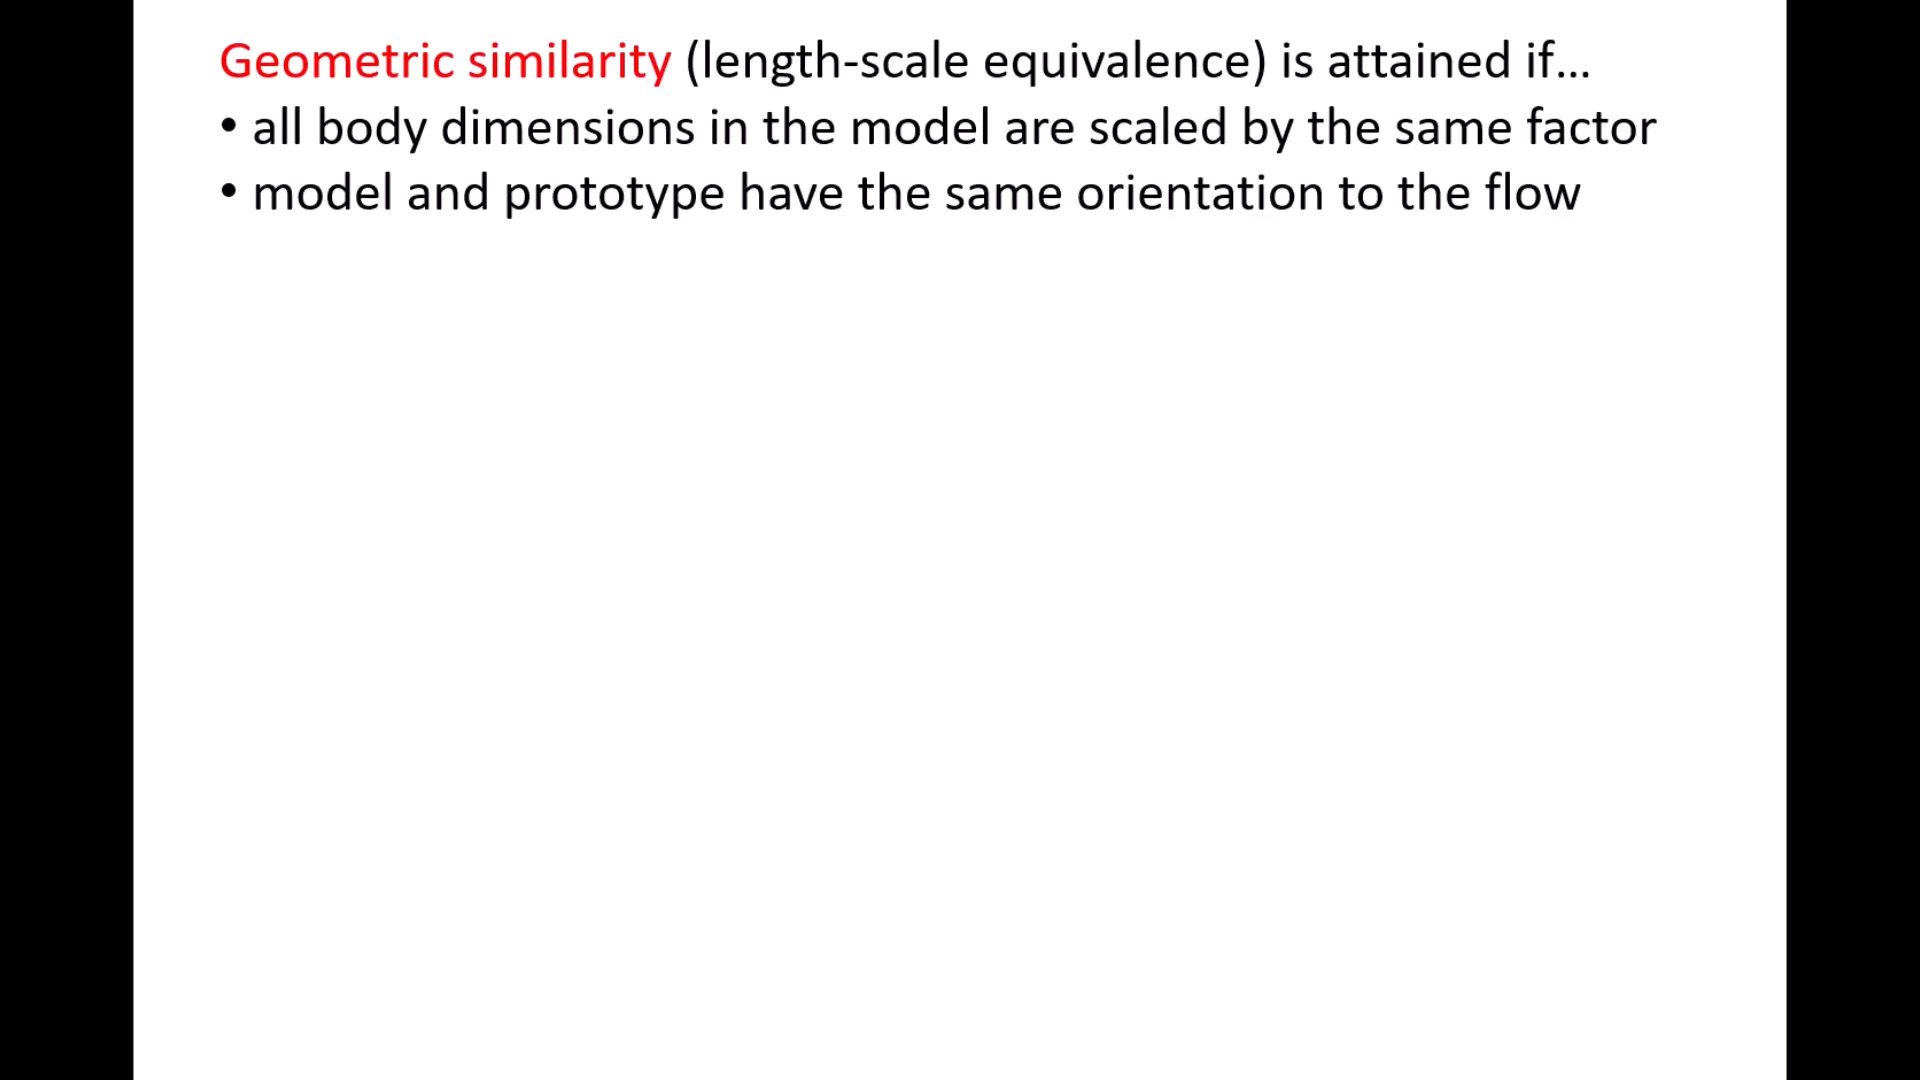 Geometric similarity (length-scale equivalence) is attained if…
• all body dimensions in the model are scaled by the same factor
• model and prototype have the same orientation to the flow